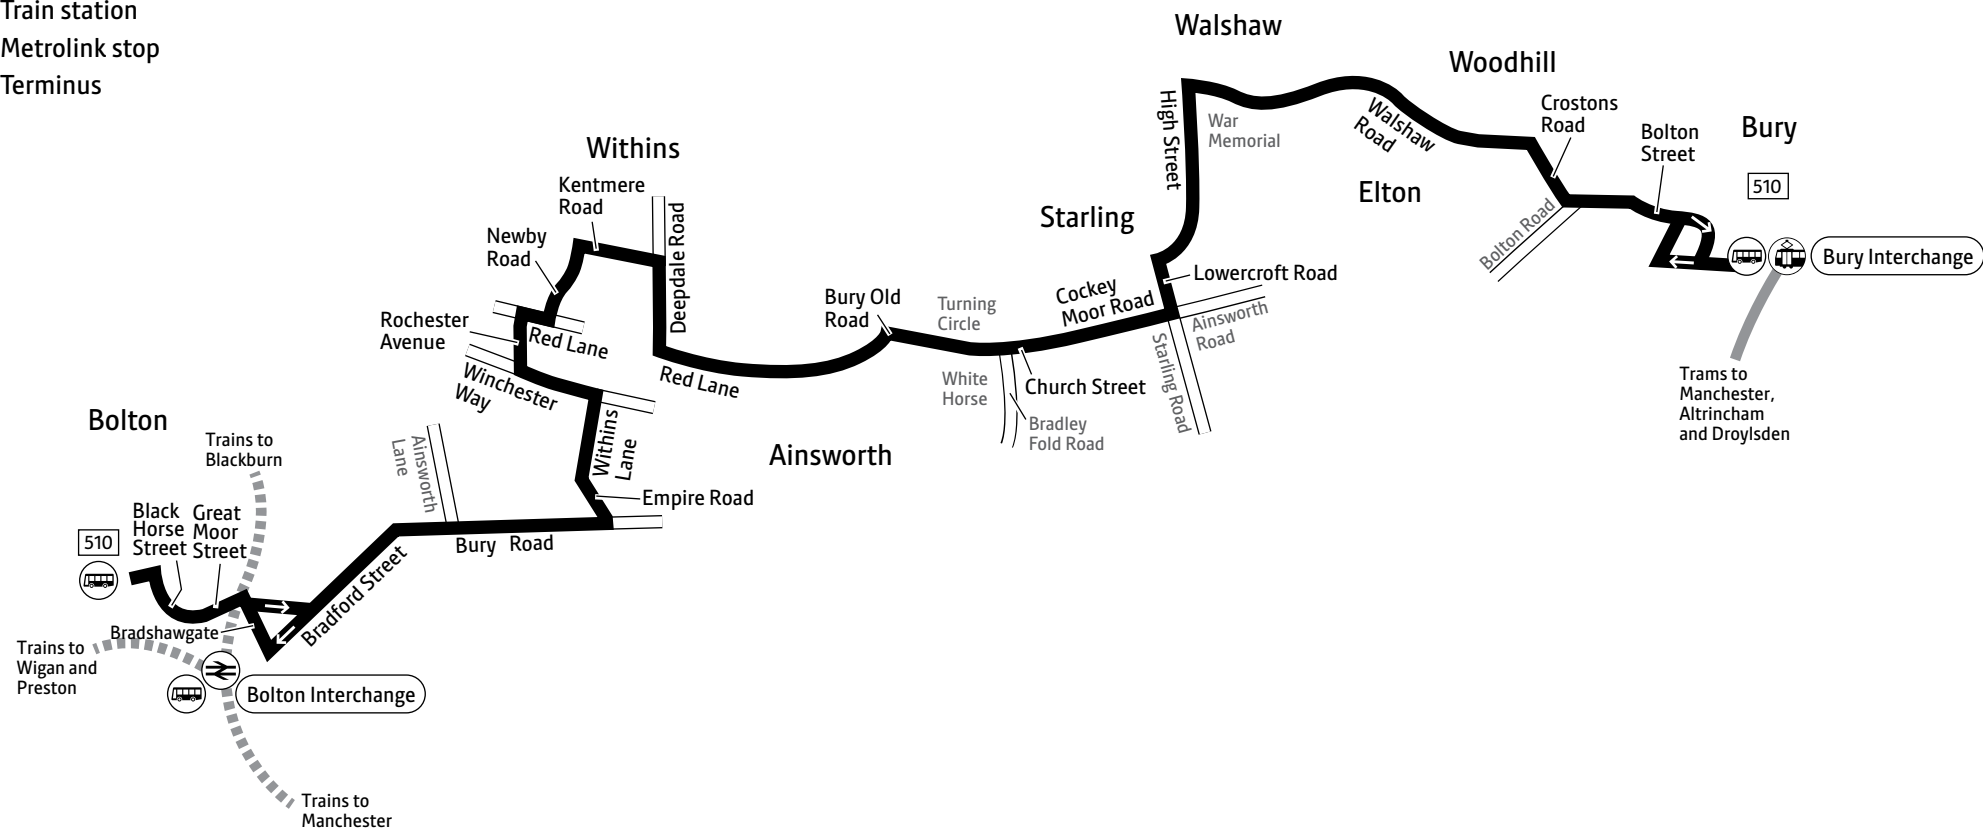 Train station
Metrolink stop
Terminus
Walshaw
Woodhill
Crostons
Road
Bolton
Street
Bury
510
High Street
War
Memorial
Walshaw
Road
Elton
Bolton Road
Bury Interchange
Trams to
Manchester,
Altrincham
and Droylsden
Withins
Kentmere
Road
Newby
Road
Deepdale Road
Rochester
Avenue
Red Lane
Winchester
Way
Red Lane
Bury Old
Road
Turning
Circle
Starling
Cockey
Moor Road
Lowercroft Road
Ainsworth
Road
Starling Road
White
Horse
Church Street
Bradley
Fold Road
Ainsworth
Withins
Lane
Empire Road
Bolton
Trains to
Blackburn
Ainsworth
Lane
Black
Horse
Street
Great
Moor
Street
510
Bury Road
Bradford Street
Bradshawgate
Trains to
Wigan and
Preston
Bolton Interchange
Trains to
Manchester